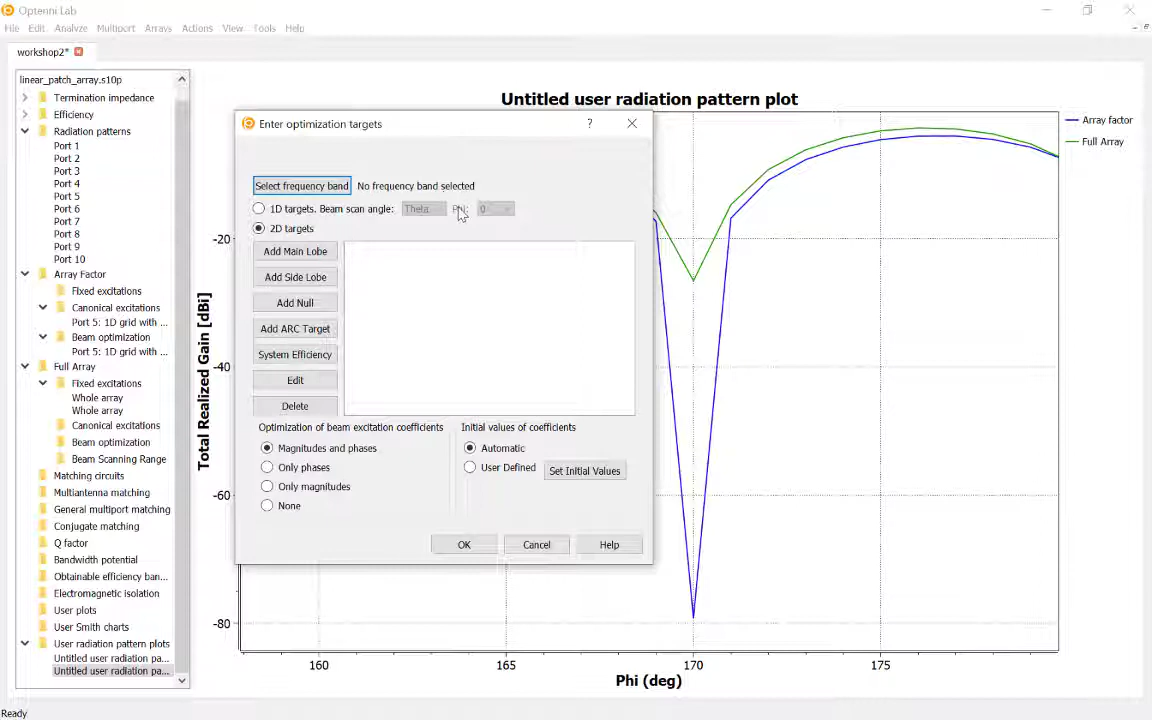 Optenni Lab
File Edit Analyze Multiport Arrays Actions View Tools Help
workshop2*
linear_patch_array.s10p
Termination impedance
Efficiency
Radiation patterns
Port 1
Port 2
Port 3
Port 4
Port 5
Port 6
Port 7
Port 8
Port 9
Port 10
Array Factor
Fixed excitations
Canonical excitations
Port 5: 1D grid with ...
Beam optimization
Port 5: 1D grid with ...
Full Array
Fixed excitations
Whole array
Whole array
Canonical excitations
Beam optimization
Beam Scanning Range
Matching circuits
Multiantenna matching
General multiport matching
Conjugate matching
Q factor
Bandwidth potential
Obtainable efficiency ban...
Electromagnetic isolation
User plots
User Smith charts
User radiation pattern plots
Untitled user radiation pa...
Untitled user radiation pa...
Ready
Untitled user radiation pattern plot
Array factor
Full Array
Total Realized Gain [dBi]
-20
-40
-60
-80
160 165 170 175
Phi (deg)
Enter optimization targets
?
Select frequency band No frequency band selected
1D targets. Beam scan angle: Theta Phi: 0
2D targets
Add Main Lobe
Add Side Lobe
Add Null
Add ARC Target
System Efficiency
Edit
Delete
Optimization of beam excitation coefficients
Magnitudes and phases
Only phases
Only magnitudes
None
Initial values of coefficients
Automatic
User Defined Set Initial Values
OK Cancel Help